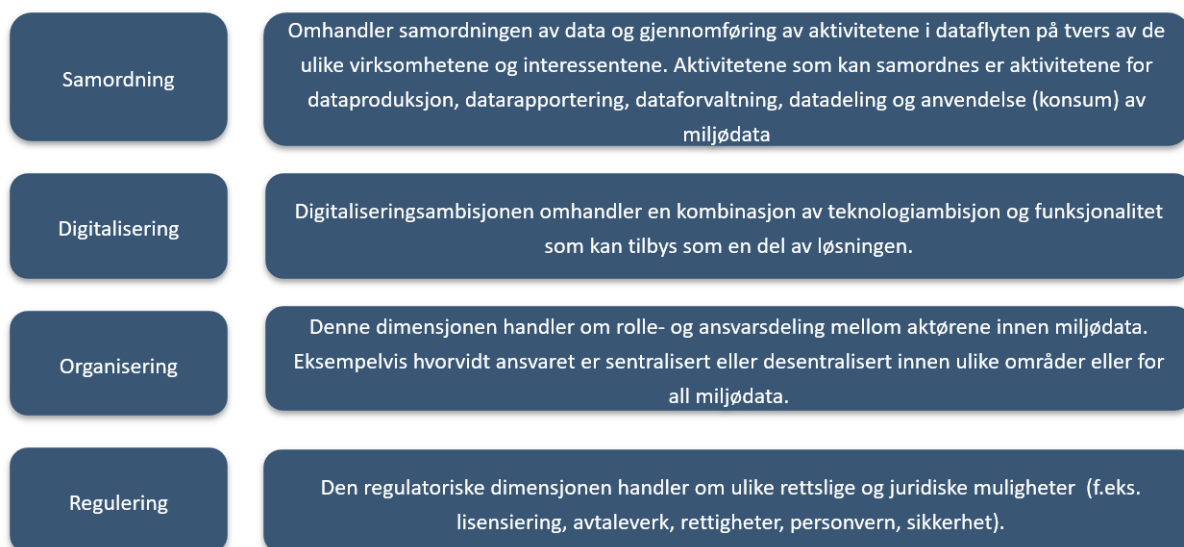 Samordning
Omhandler samordningen av data og gjennomføring av aktivitetene i dataflyten på tvers av de
ulike virksomhetene og interessentene. Aktivitetene som kan samordnes er aktivitetene for
dataproduksjon, datarapportering, dataforvaltning, datadeling og anvendelse (konsum) av
miljødata
Digitalisering
Digitaliseringsambisjonen omhandler en kombinasjon av teknologiambisjon og funksjonalitet
som kan tilbys som en del av løsningen.
Organisering
Denne dimensjonen handler om rolle- og ansvarsdeling mellom aktørene innen miljødata.
Eksempelvis hvorvidt ansvaret er sentralisert eller desentralisert innen ulike områder eller for
all miljødata.
Regulering
Den regulatoriske dimensjonen handler om ulike rettslige og juridiske muligheter (f.eks.
lisensiering, avtaleverk, rettigheter, personvern, sikkerhet).